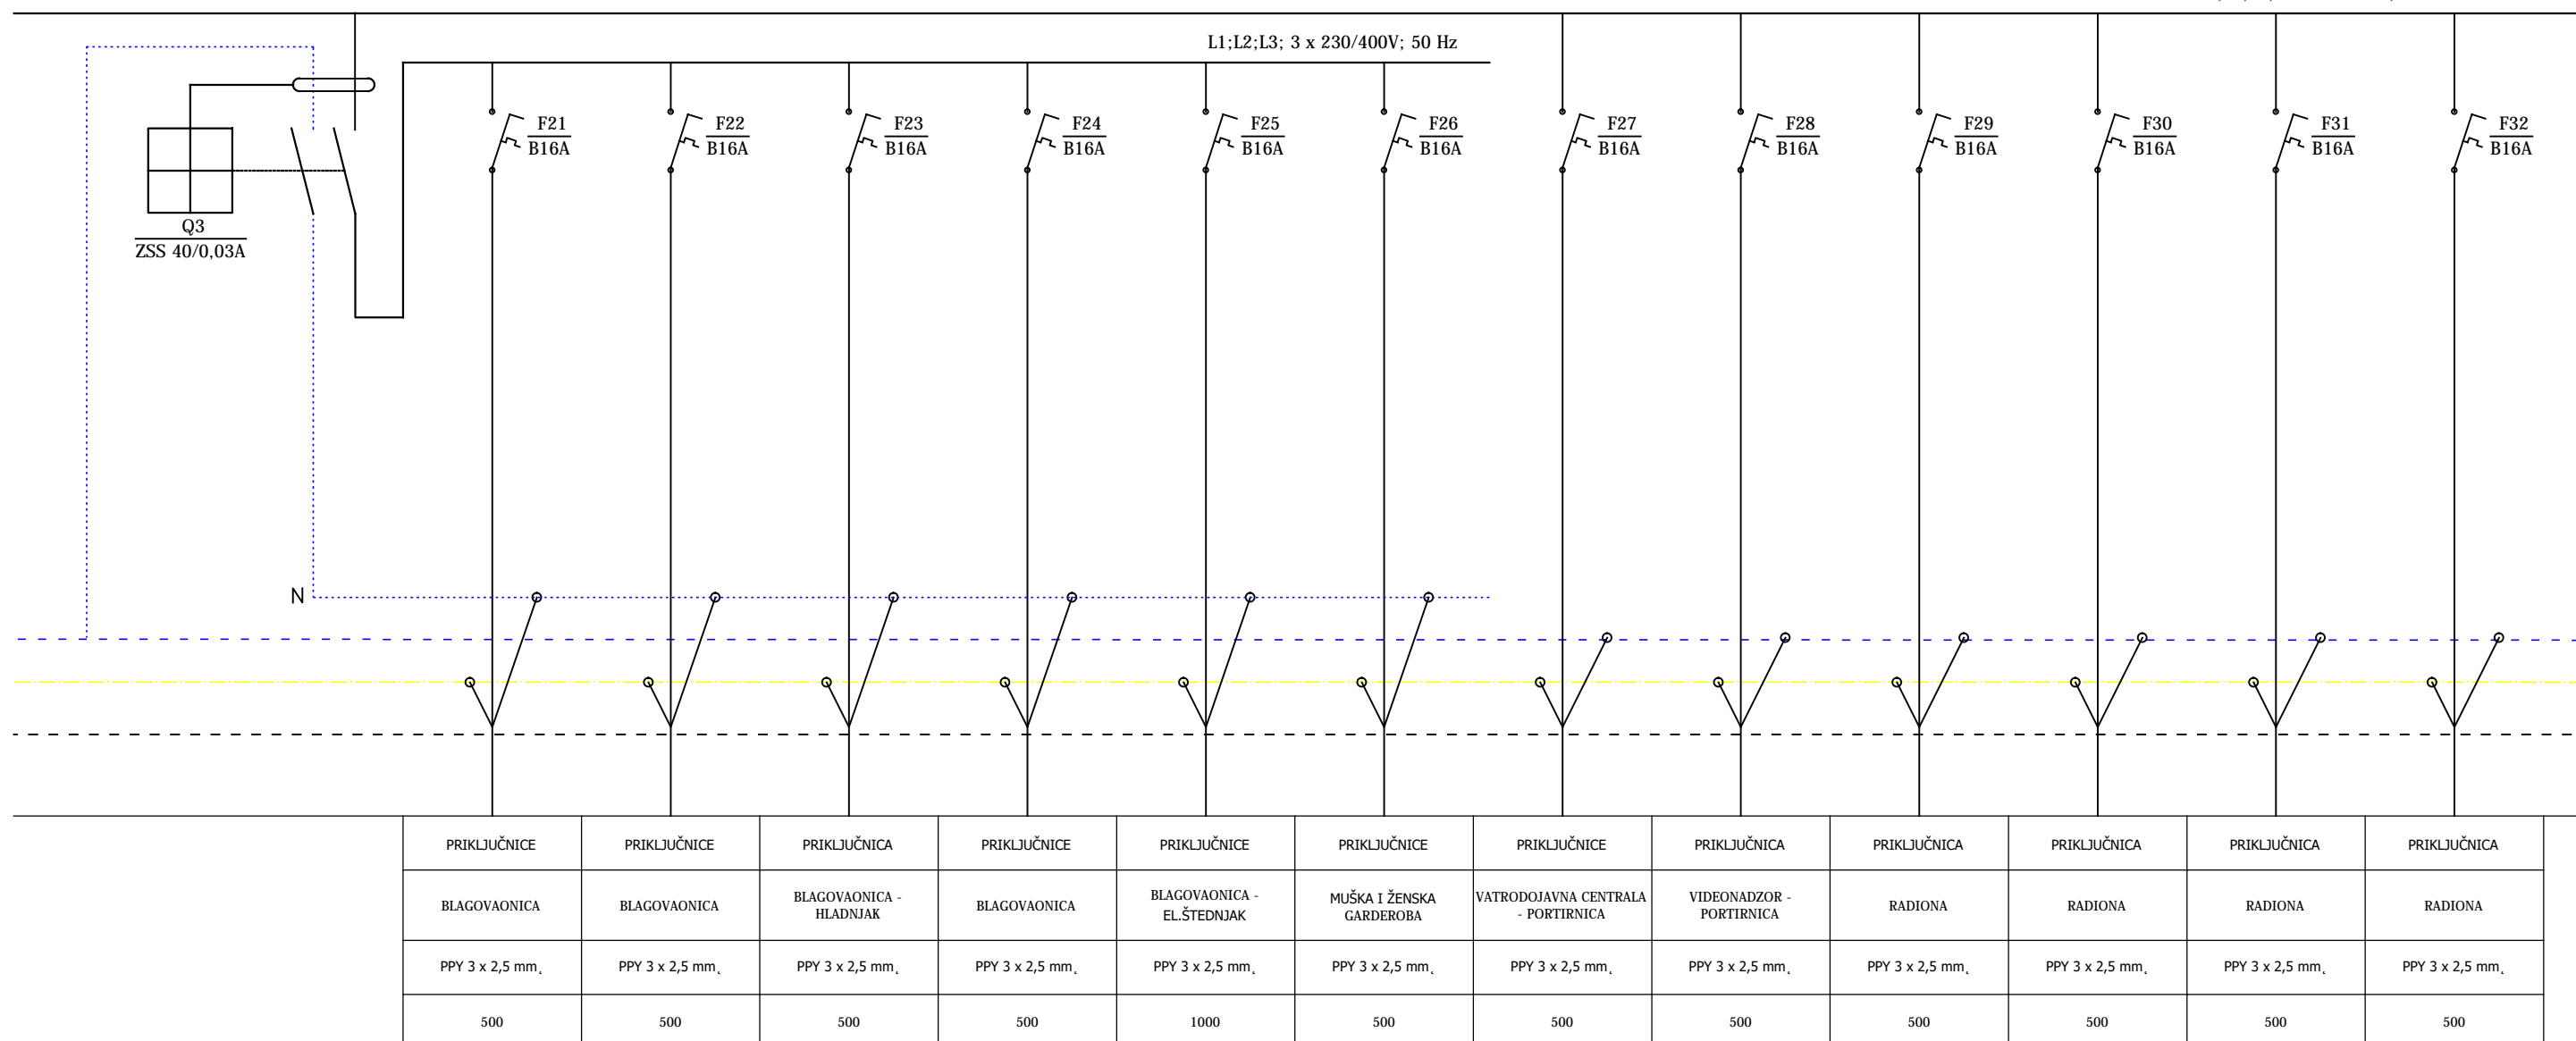 L1;L2;L3; 3 x 230/400V; 50 Hz
F21
B16A
F22
B16A
F23
B16A
F24
B16A
F25
B16A
F26
B16A
F27
B16A
F28
B16A
F29
B16A
F30
B16A
F31
B16A
F32
B16A
Q3
ZSS 40/0,03A
N
PRIKLJUČNICE PRIKLJUČNICE PRIKLJUČNICA PRIKLJUČNICE PRIKLJUČNICE PRIKLJUČNICE PRIKLJUČNICE PRIKLJUČNICA PRIKLJUČNICA PRIKLJUČNICA PRIKLJUČNICA PRIKLJUČNICA
BLAGOVAONICA
BLAGOVAONICA
BLAGOVAONICA -
HLADNJAK
BLAGOVAONICA
BLAGOVAONICA -
EL.ŠTEDNJAK
MUŠKA I ŽENSKA
GARDEROBA
VATRODOJAVNA CENTRALA
- PORTIRNICA
VIDEONADZOR -
PORTIRNICA
RADIONA
RADIONA
RADIONA
RADIONA
PPY 3 x 2,5 mm¸ PPY 3 x 2,5 mm¸ PPY 3 x 2,5 mm¸ PPY 3 x 2,5 mm¸ PPY 3 x 2,5 mm¸ PPY 3 x 2,5 mm¸ PPY 3 x 2,5 mm¸ PPY 3 x 2,5 mm¸ PPY 3 x 2,5 mm¸ PPY 3 x 2,5 mm¸ PPY 3 x 2,5 mm¸ PPY 3 x 2,5 mm¸
500 500 500 500 1000 500 500 500 500 500 500 500